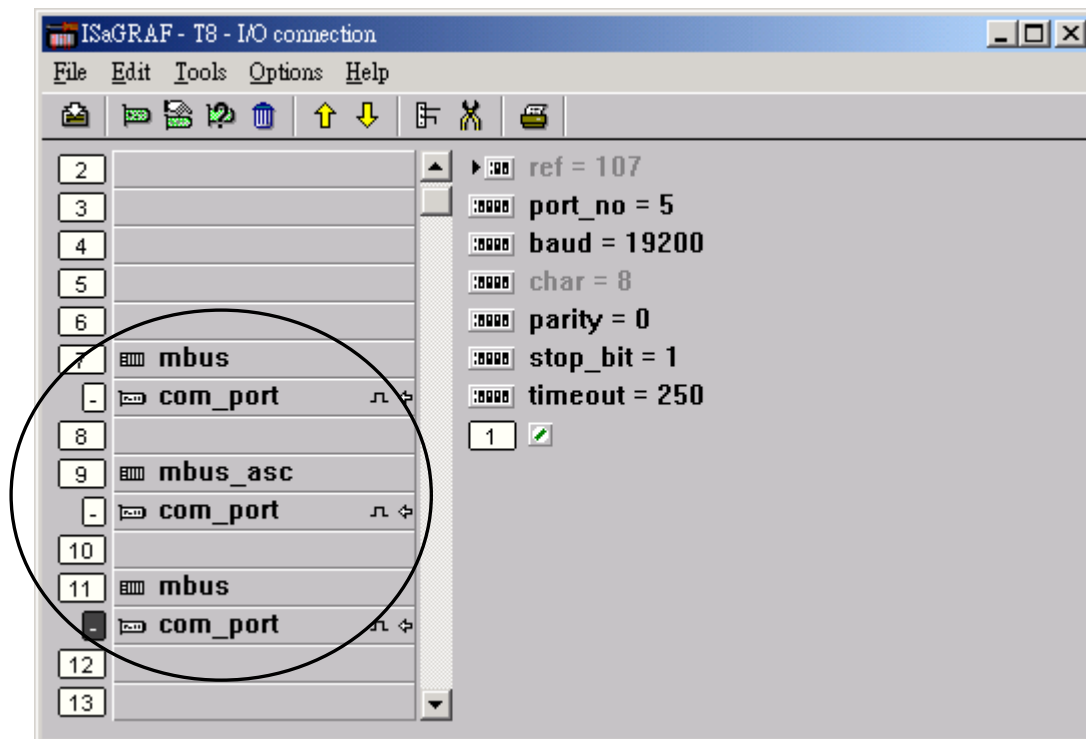 ISaGRAF - T8 - I/O connection
File Edit Tools Options Help
2
3
4
5
6
7 mbus
- com_port
8
9 mbus_asc
- com_port
10
11 mbus
- com_port
12
13
ref = 107
port_no = 5
baud = 19200
char = 8
parity = 0
stop_bit = 1
timeout = 250
1